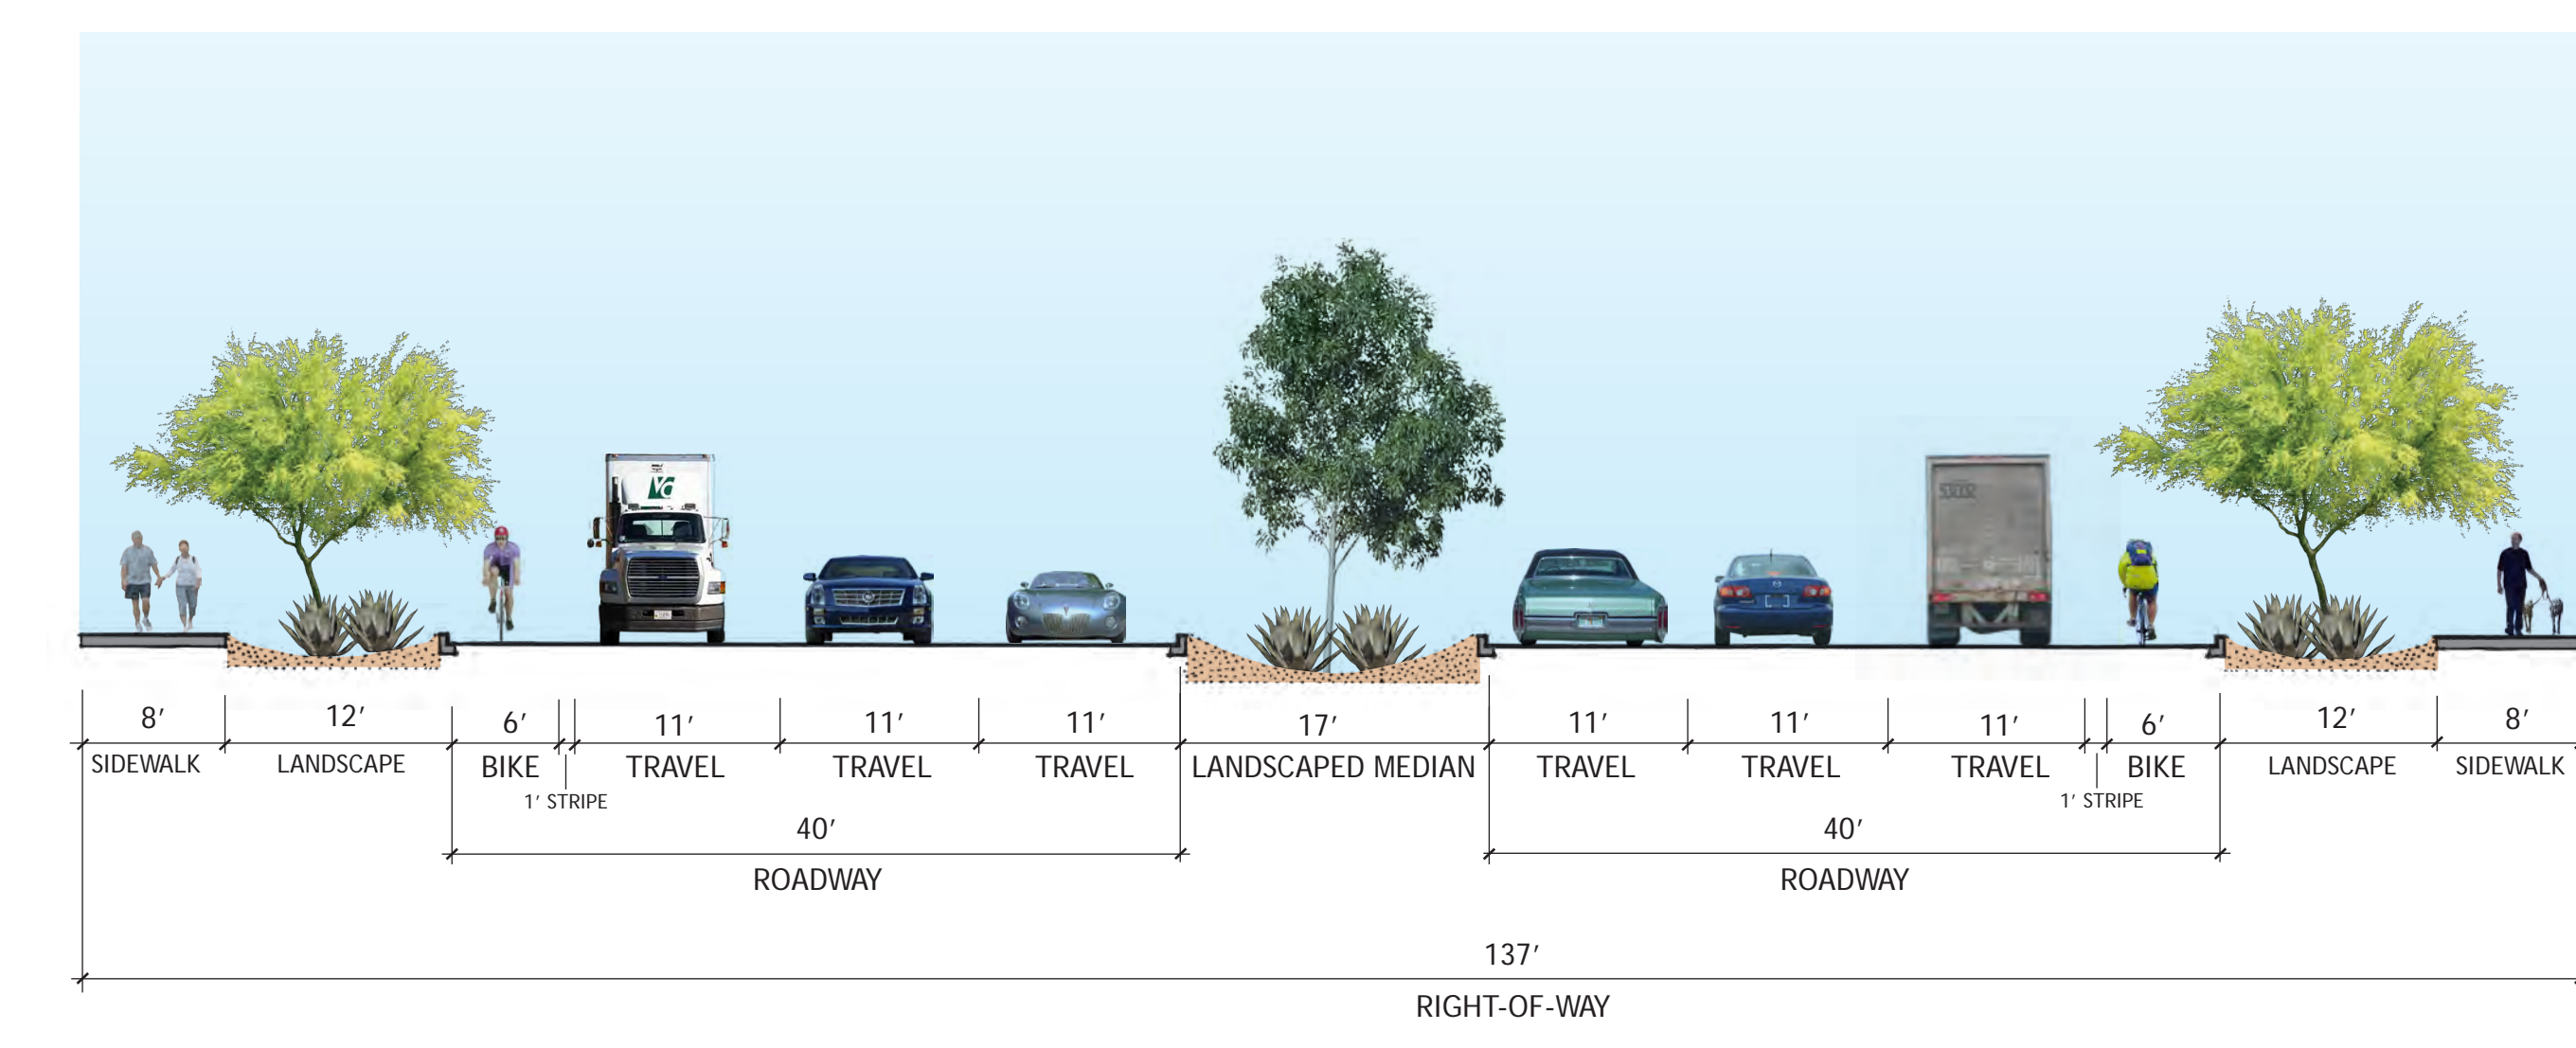 8′ 12′ 6′ 11′ 11′ 11′ 17′ 11′ 11′ 11′ 6′ 12′ 8′
SIDEWALK LANDSCAPE BIKE TRAVEL TRAVEL TRAVEL LANDSCAPED MEDIAN TRAVEL TRAVEL TRAVEL BIKE LANDSCAPE SIDEWALK
1′ STRIPE 1′ STRIPE
40′ 40′
ROADWAY ROADWAY
137′
RIGHT-OF-WAY